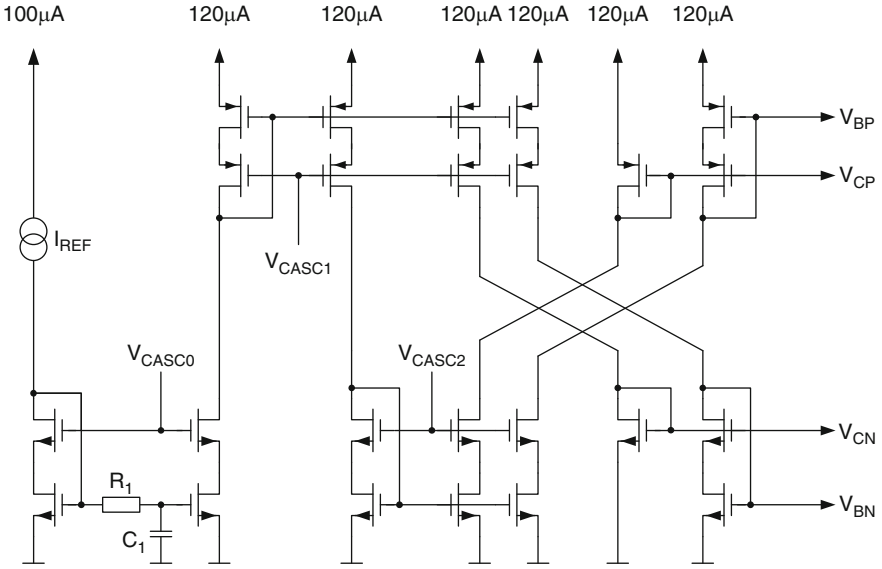 100μA 120μA 120μA 120μA 120μA 120μA 120μA
V_BP
V_CP
I_REF
V_CASC1
V_CASC0 V_CASC2
V_CN
R_1
V_BN
C_1